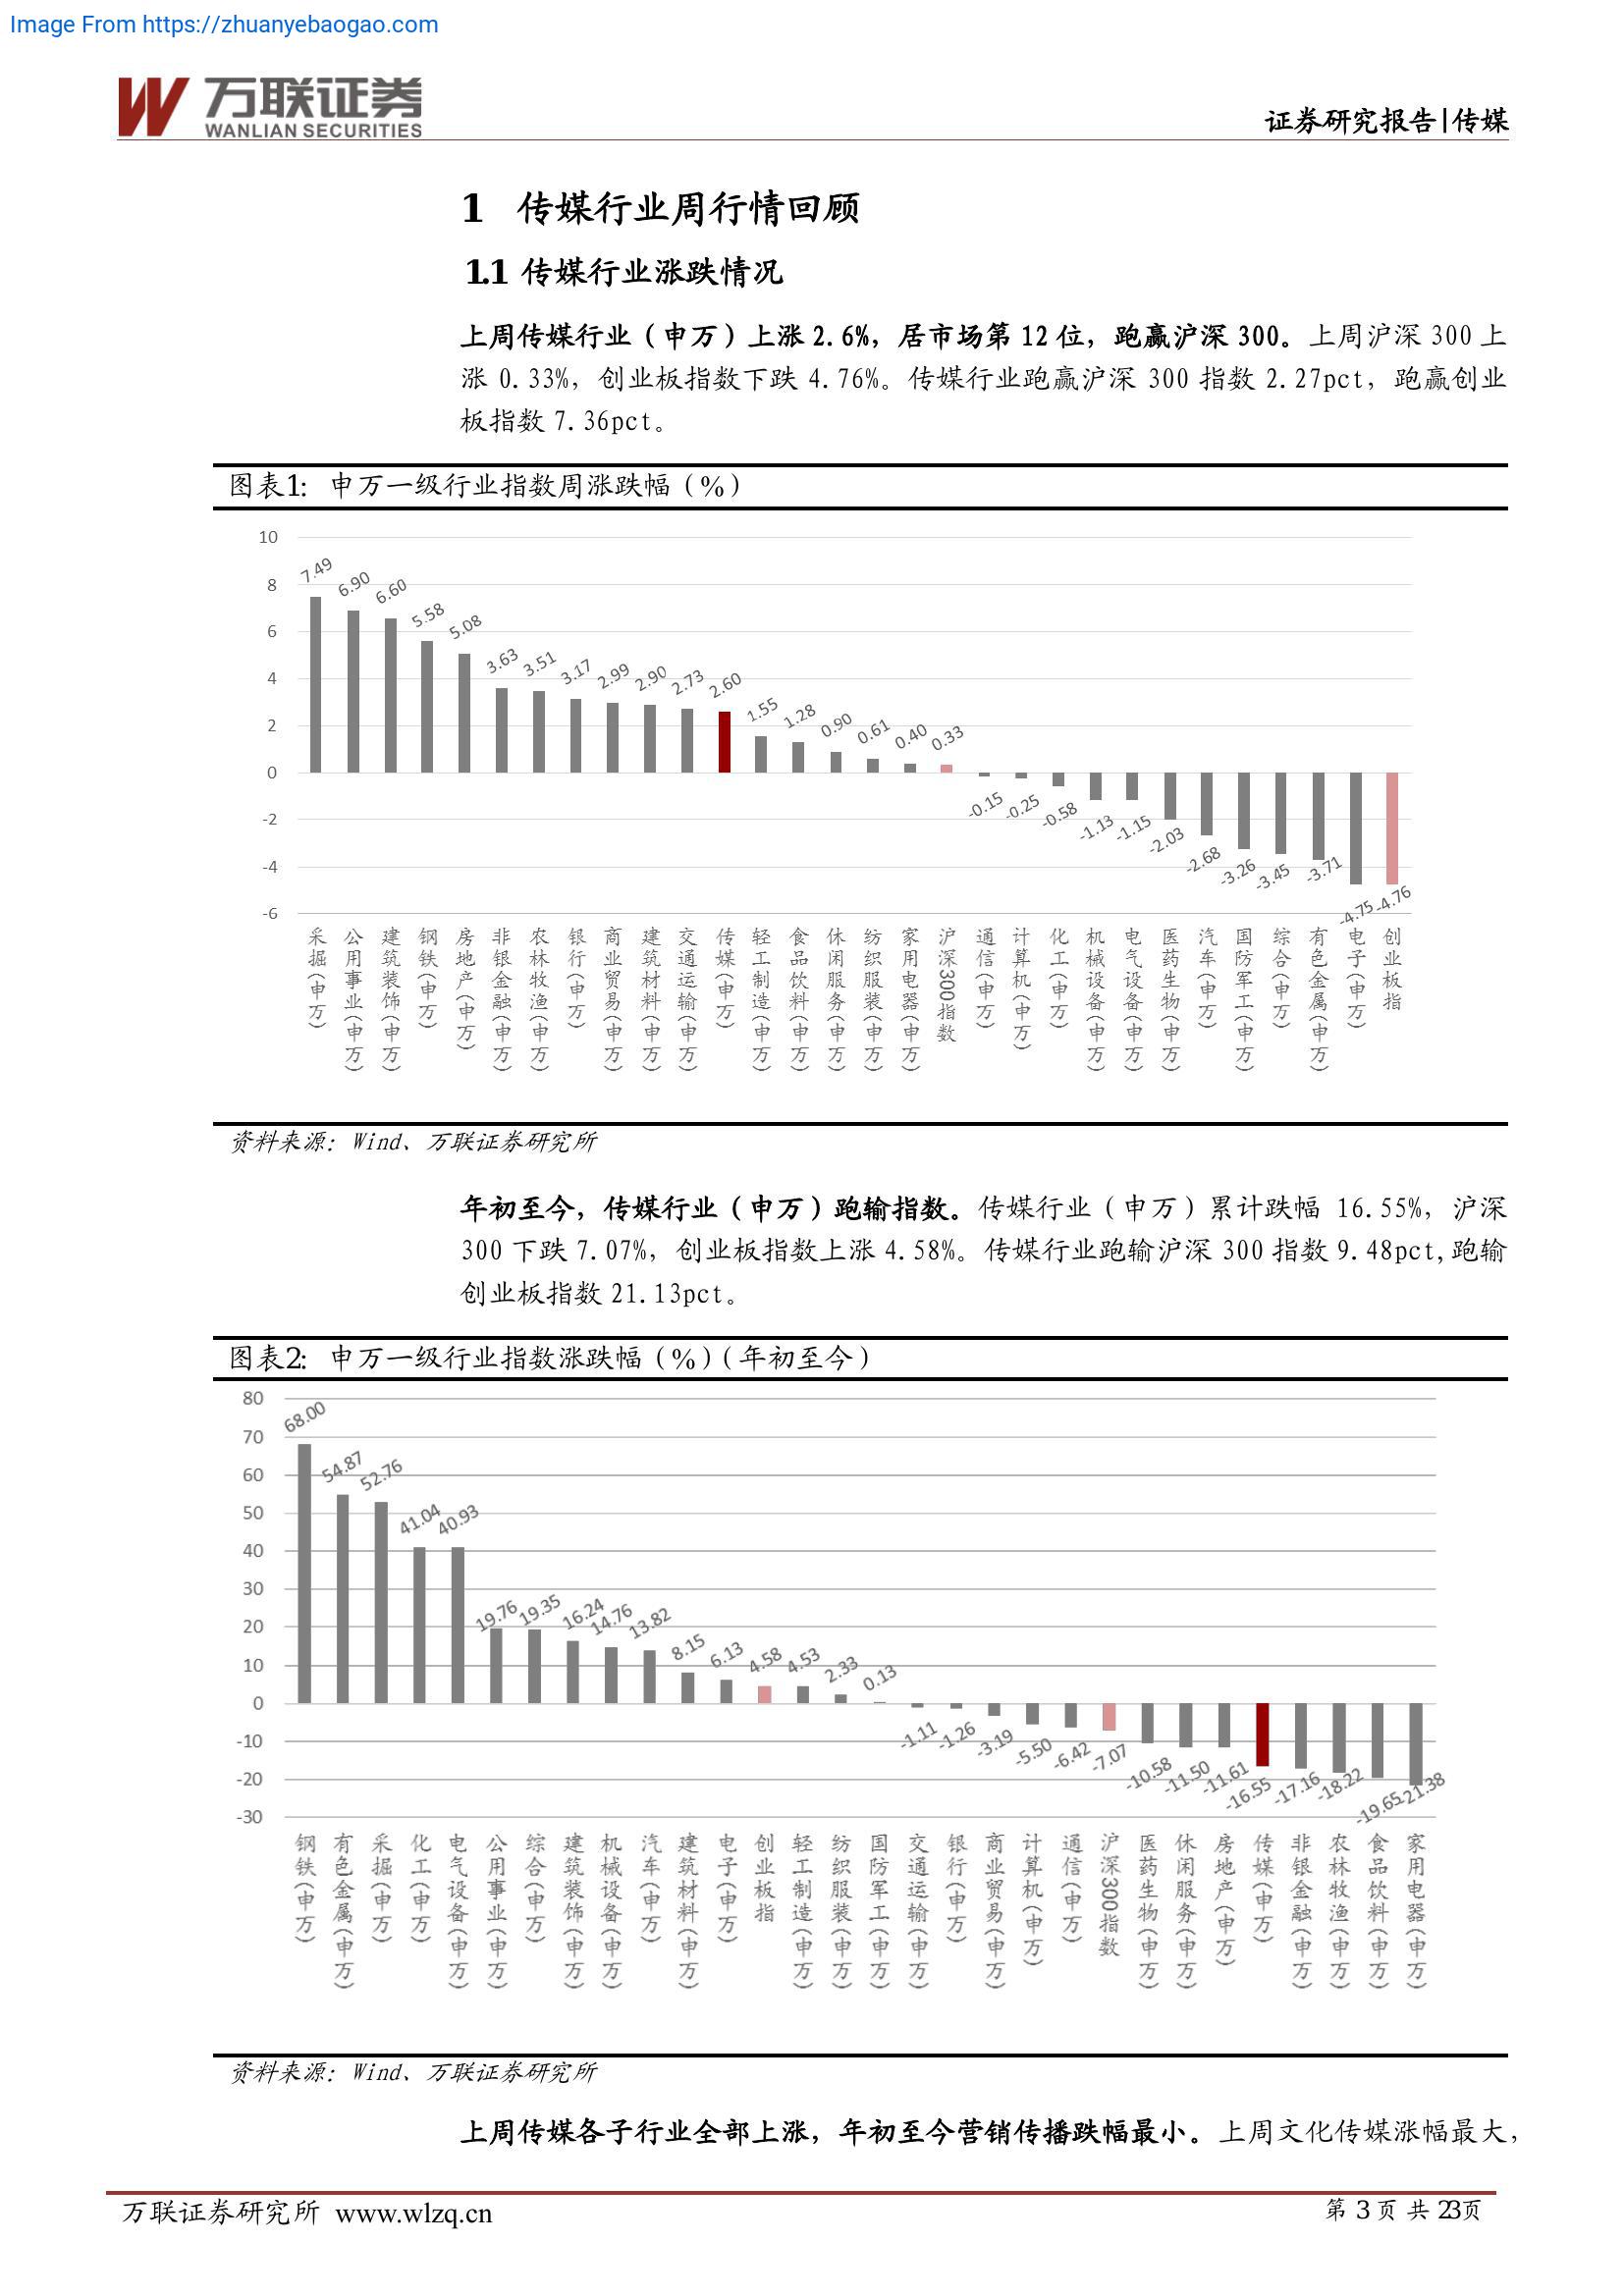 Image From https://zhuanyebaogao.com
万联证券
WANLIAN SECURITIES
证券研究报告|传媒
1 传媒行业周行情回顾
1.1 传媒行业涨跌情况
上周传媒行业（申万）上涨 2.6%，居市场第 12 位，跑赢沪深 300。上周沪深 300 上
涨 0.33%，创业板指数下跌 4.76%。传媒行业跑赢沪深 300 指数 2.27pct，跑赢创业
板指数 7.36pct。
图表1: 申万一级行业指数周涨跌幅（%）
10
8
6
4
2
0
-2
-4
-6
7.49
6.90
6.60
5.58
5.08
3.63
3.51
3.17
2.99
2.90
2.73
2.60
1.55
1.28
0.90
0.61
0.40
0.33
-0.15
-0.25
-0.58
-1.13
-1.15
-2.03
-2.68
-3.26
-3.45
-3.71
-4.75
-4.76
采掘(申万)
公用事业(申万)
建筑装饰(申万)
钢铁(申万)
房地产(申万)
非银金融(申万)
农林牧渔(申万)
银行(申万)
商业贸易(申万)
建筑材料(申万)
交通运输(申万)
传媒(申万)
轻工制造(申万)
食品饮料(申万)
休闲服务(申万)
纺织服装(申万)
家用电器(申万)
沪深300指数
通信(申万)
计算机(申万)
化工(申万)
机械设备(申万)
电气设备(申万)
医药生物(申万)
汽车(申万)
国防军工(申万)
综合(申万)
有色金属(申万)
电子(申万)
创业板指
资料来源：Wind、万联证券研究所
年初至今，传媒行业（申万）跑输指数。传媒行业（申万）累计跌幅 16.55%，沪深
300 下跌 7.07%，创业板指数上涨 4.58%。传媒行业跑输沪深 300 指数 9.48pct,跑输
创业板指数 21.13pct。
图表2: 申万一级行业指数涨跌幅（%）（年初至今）
80
70
60
50
40
30
20
10
0
-10
-20
-30
68.00
54.87
52.76
41.04
40.93
19.76
19.35
16.24
14.76
13.82
8.15
6.13
4.58
4.53
2.33
0.13
-1.11
-1.26
-3.19
-5.50
-6.42
-7.07
-10.58
-11.50
-11.61
-16.55
-17.16
-18.22
-19.65
-21.38
钢铁(申万)
有色金属(申万)
采掘(申万)
化工(申万)
电气设备(申万)
公用事业(申万)
综合(申万)
建筑装饰(申万)
机械设备(申万)
汽车(申万)
建筑材料(申万)
电子(申万)
创业板指
轻工制造(申万)
纺织服装(申万)
国防军工(申万)
交通运输(申万)
银行(申万)
商业贸易(申万)
计算机(申万)
通信(申万)
沪深300指数
医药生物(申万)
休闲服务(申万)
房地产(申万)
传媒(申万)
非银金融(申万)
农林牧渔(申万)
食品饮料(申万)
家用电器(申万)
资料来源：Wind、万联证券研究所
上周传媒各子行业全部上涨，年初至今营销传播跌幅最小。上周文化传媒涨幅最大，
万联证券研究所 www.wlzq.cn
第 3 页 共 23页